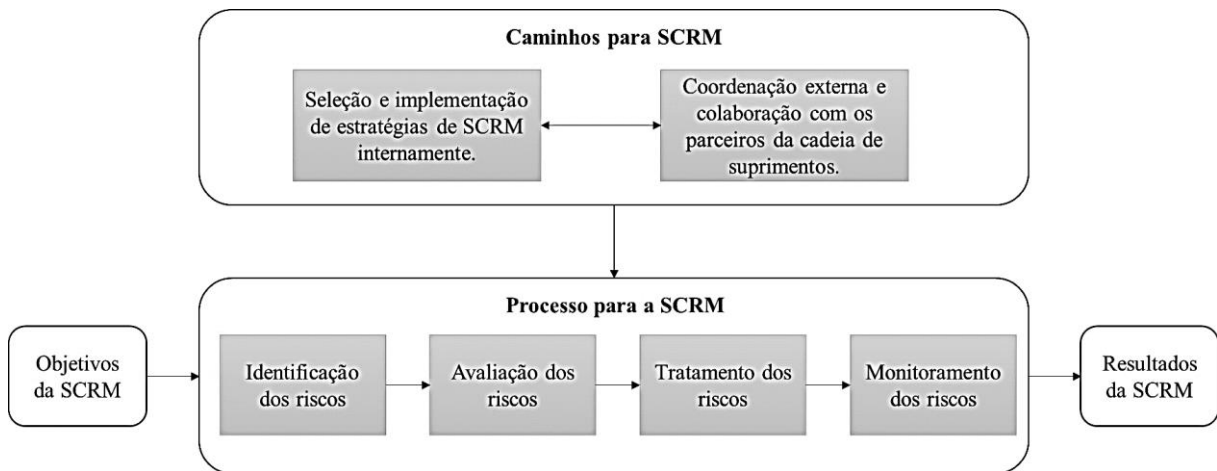 Caminhos para SCRM
Seleção e implementação
de estratégias de SCRM
internamente.
Coordenação externa e
colaboração com os
parceiros da cadeia de
suprimentos.
Processo para a SCRM
Objetivos
da SCRM
Identificação
dos riscos
Avaliação dos
riscos
Tratamento dos
riscos
Monitoramento
dos riscos
Resultados
da SCRM